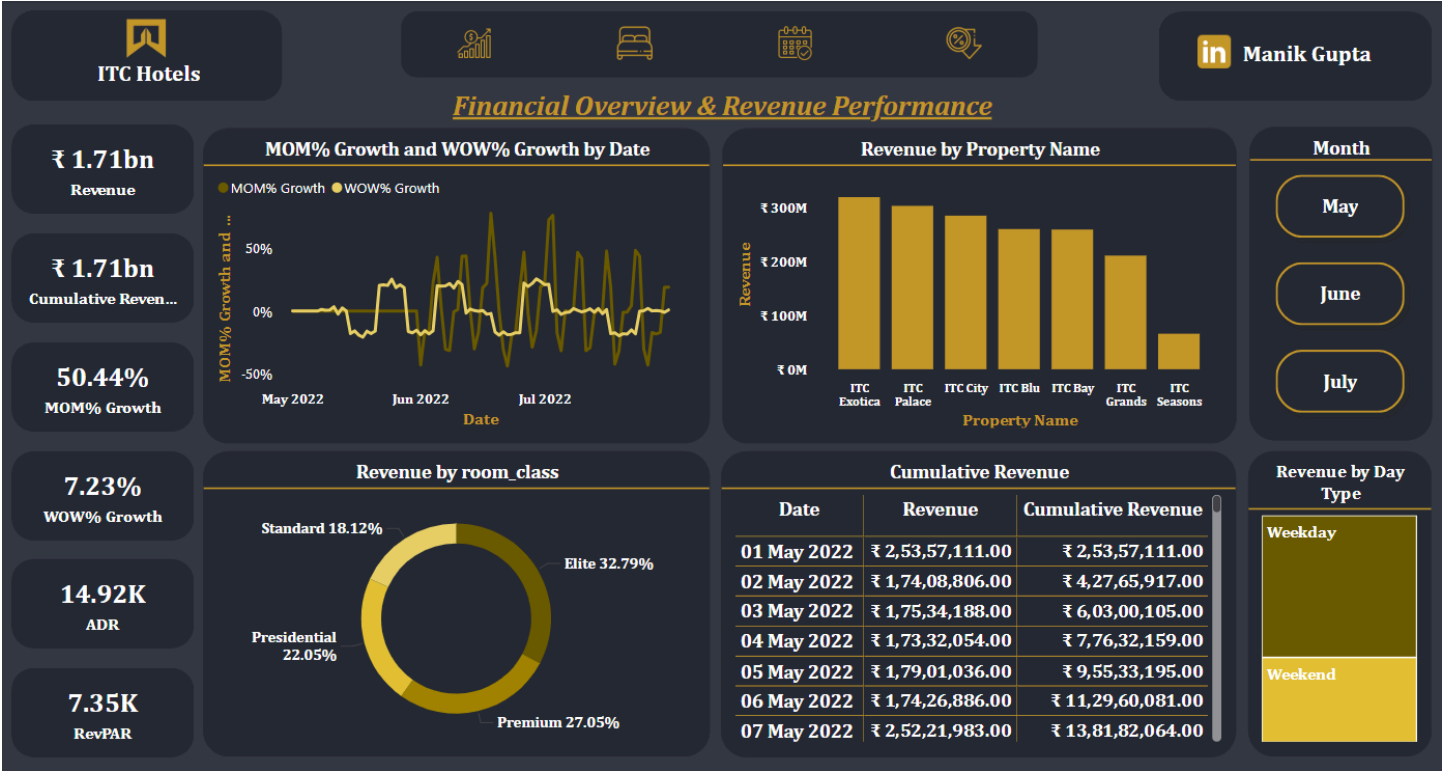 ITC Hotels
in Manik Gupta
Financial Overview & Revenue Performance
₹ 1.71bn
Revenue
₹ 1.71bn
Cumulative Reven...
50.44%
MOM% Growth
7.23%
WOW% Growth
14.92K
ADR
7.35K
RevPAR
MOM% Growth and WOW% Growth by Date
MOM% Growth WOW% Growth
MOM% Growth and ...
50%
0%
-50%
May 2022 Jun 2022 Jul 2022
Date
Revenue by Property Name
Revenue
₹ 300M
₹ 200M
₹ 100M
₹ 0M
ITC Exotica
ITC Palace
ITC City
ITC Blu
ITC Bay
ITC Grands
ITC Seasons
Property Name
Month
May
June
July
Revenue by room_class
Standard 18.12%
Elite 32.79%
Presidential
22.05%
Premium 27.05%
Cumulative Revenue
Date Revenue Cumulative Revenue
01 May 2022 ₹ 2,53,57,111.00 ₹ 2,53,57,111.00
02 May 2022 ₹ 1,74,08,806.00 ₹ 4,27,65,917.00
03 May 2022 ₹ 1,75,34,188.00 ₹ 6,03,00,105.00
04 May 2022 ₹ 1,73,32,054.00 ₹ 7,76,32,159.00
05 May 2022 ₹ 1,79,01,036.00 ₹ 9,55,33,195.00
06 May 2022 ₹ 1,74,26,886.00 ₹ 11,29,60,081.00
07 May 2022 ₹ 2,52,21,983.00 ₹ 13,81,82,064.00
Revenue by Day
Type
Weekday
Weekend